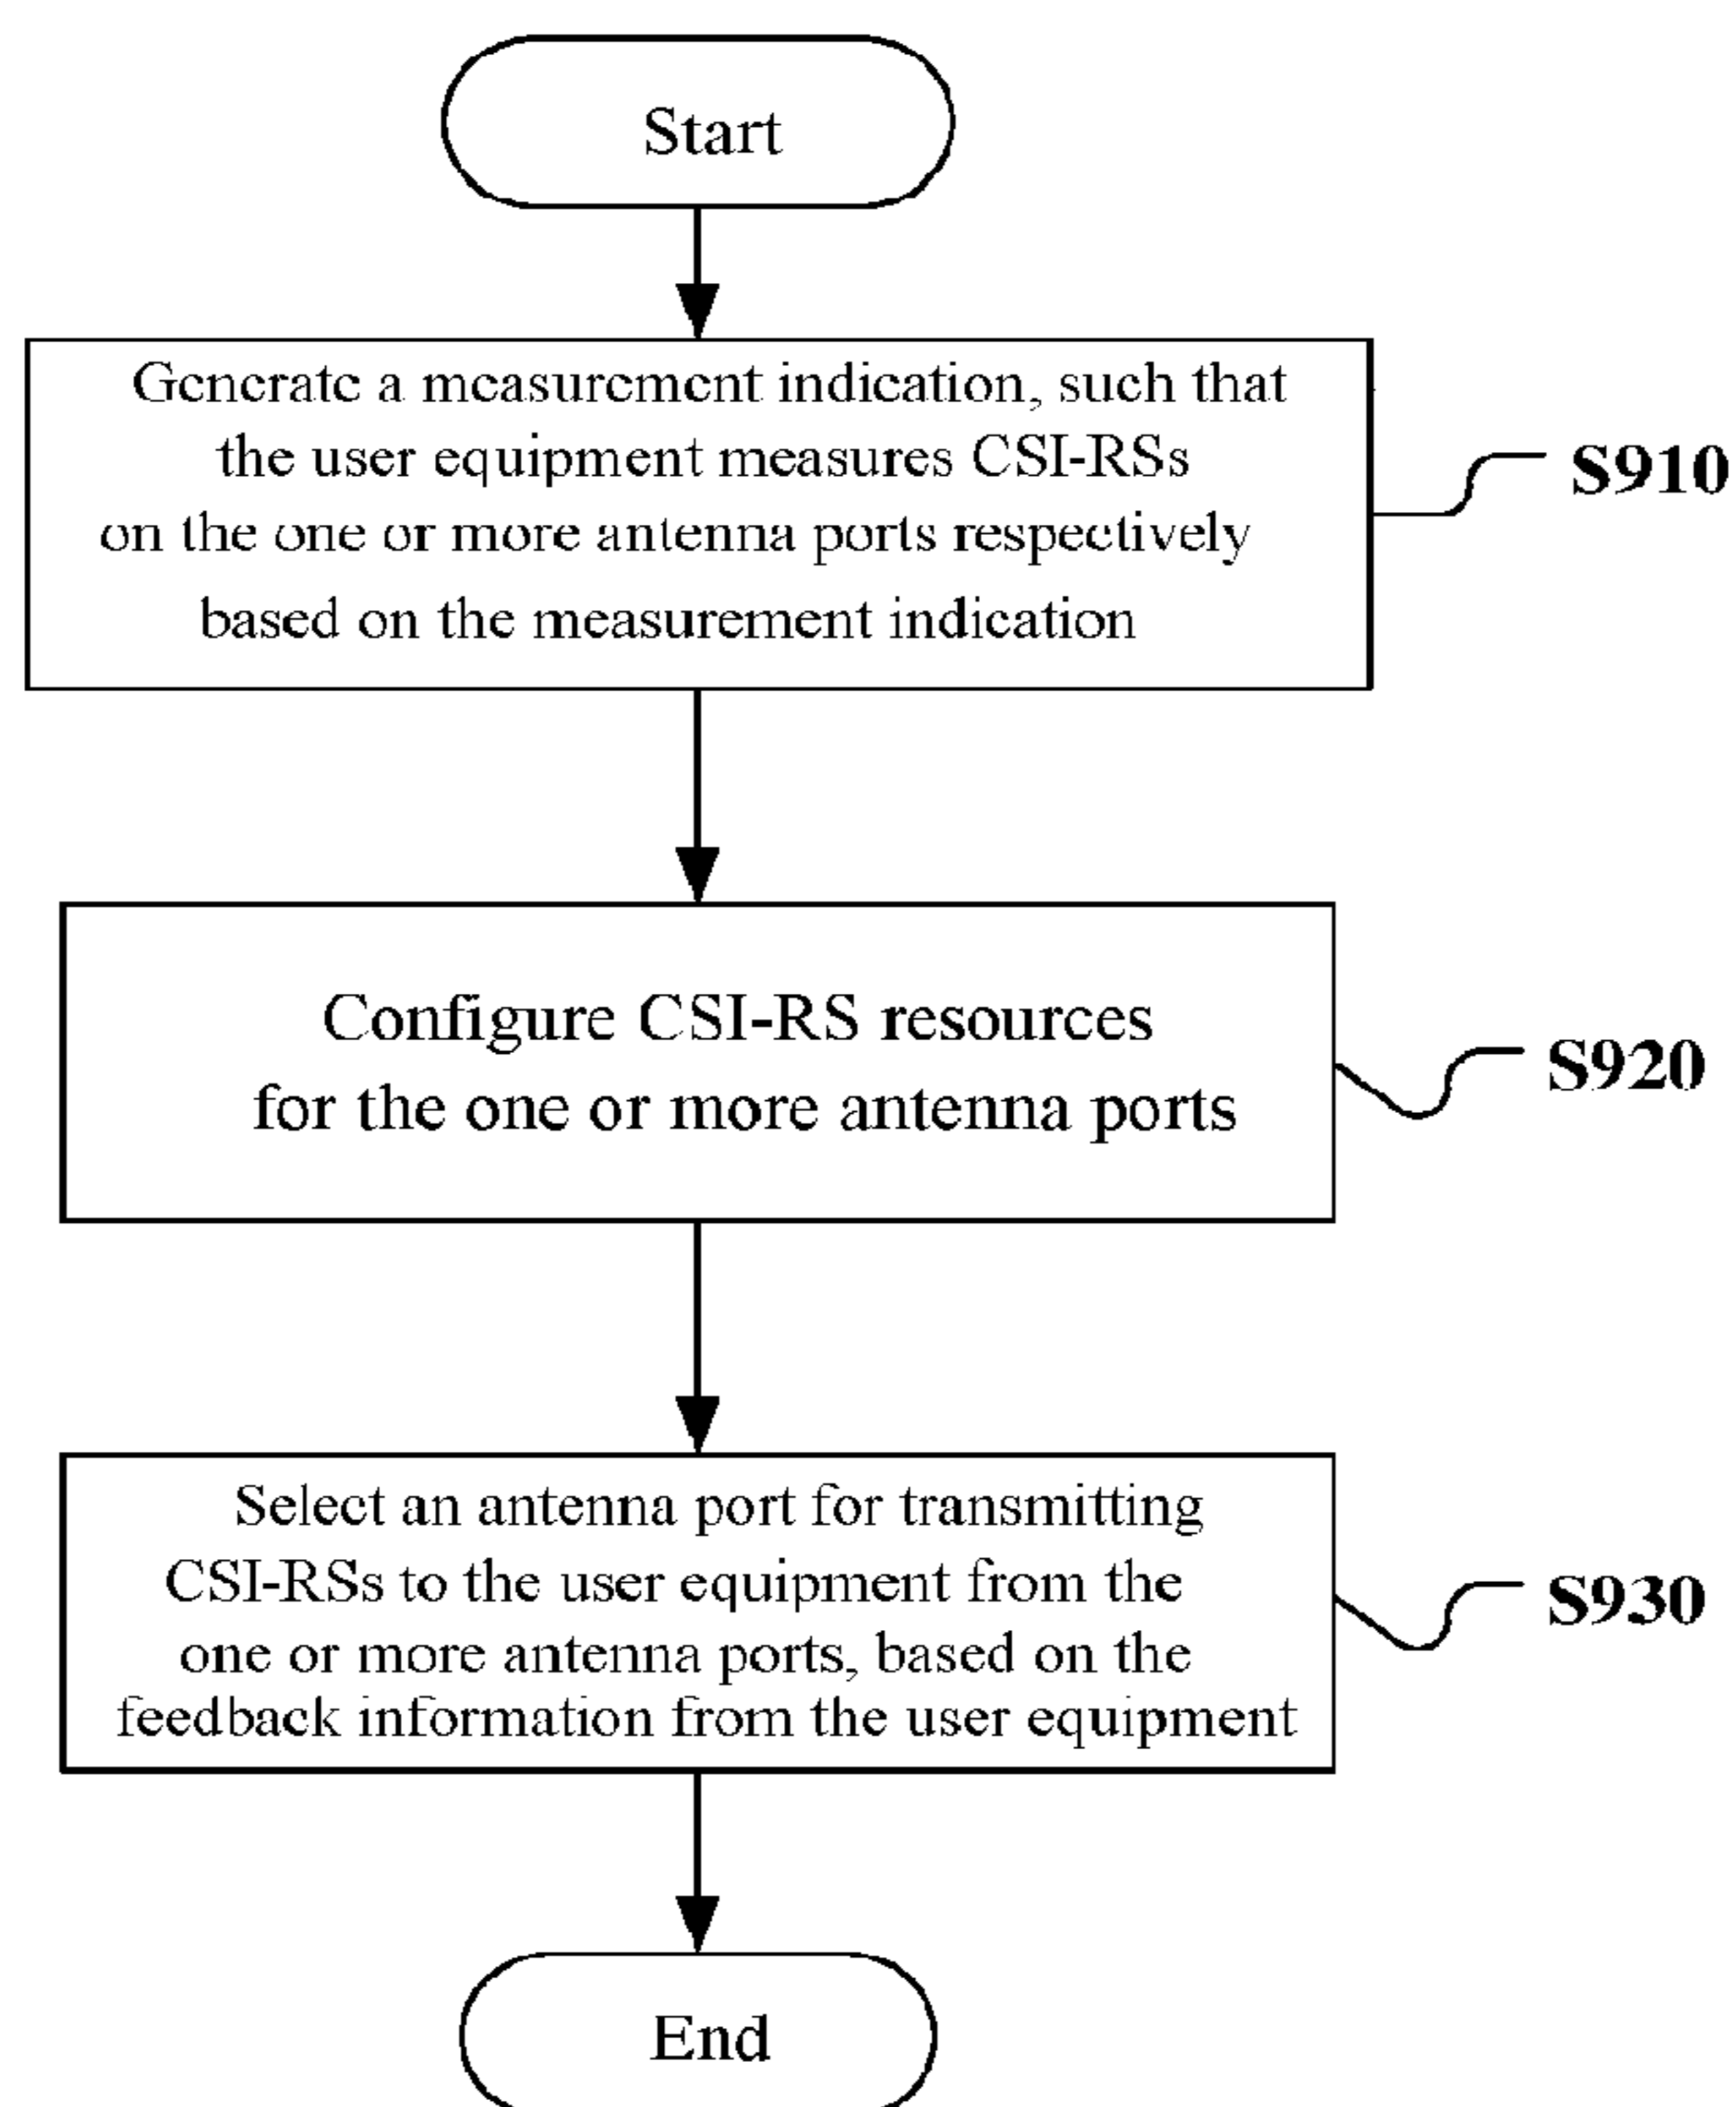 Start
Generate a measurement indication, such that
the user equipment measures CSI-RSs
on the one or more antenna ports respectively
based on the measurement indication
S910
Configure CSI-RS resources
for the one or more antenna ports
S920
Select an antenna port for transmitting
CSI-RSs to the user equipment from the
one or more antenna ports, based on the
feedback information from the user equipment
S930
End